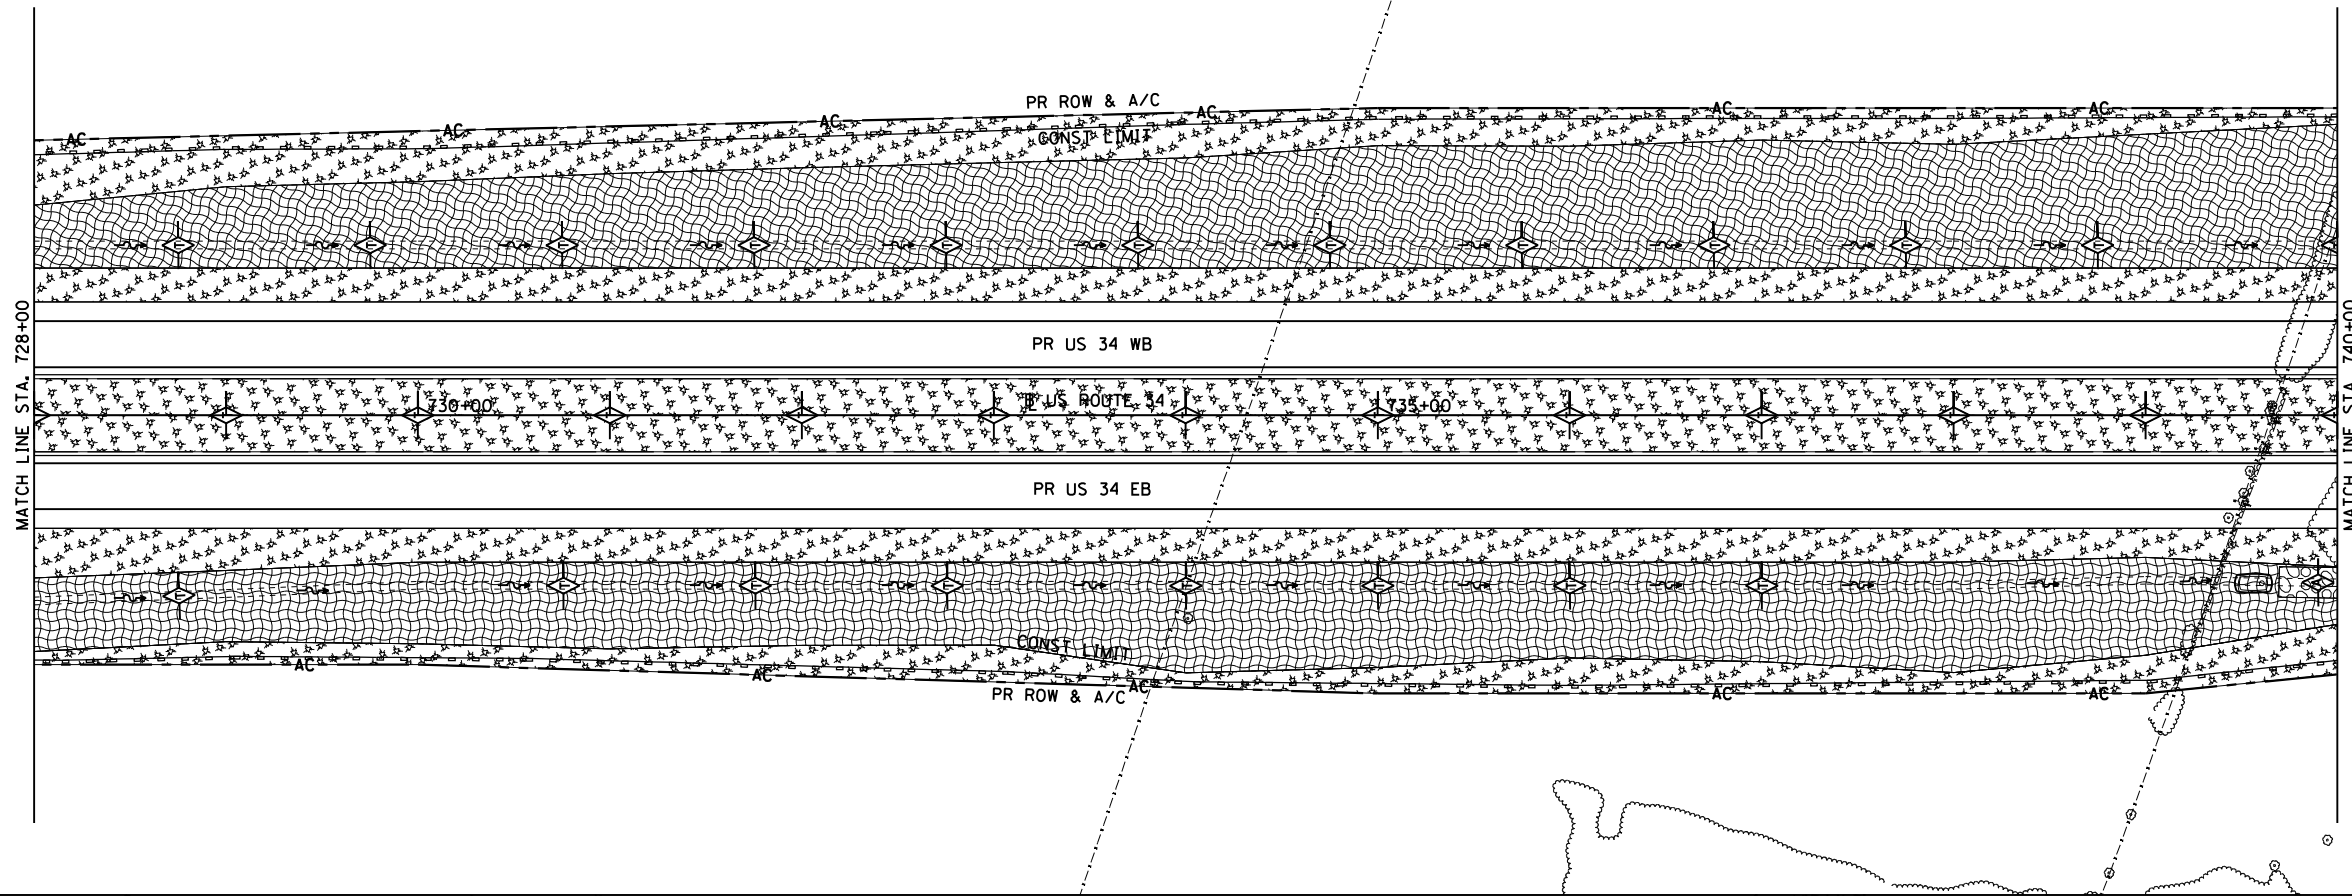 PR ROW & A/C
AC
AC
AC
AC
AC
AC
CONST LIMIT
MATCH LINE STA. 728+00
MATCH LINE STA. 740+00
PR US 34 WB
730+00
US ROUTE 34
735+00
PR US 34 EB
CONST LIMIT
AC
AC
AC
AC
AC
PR ROW & A/C